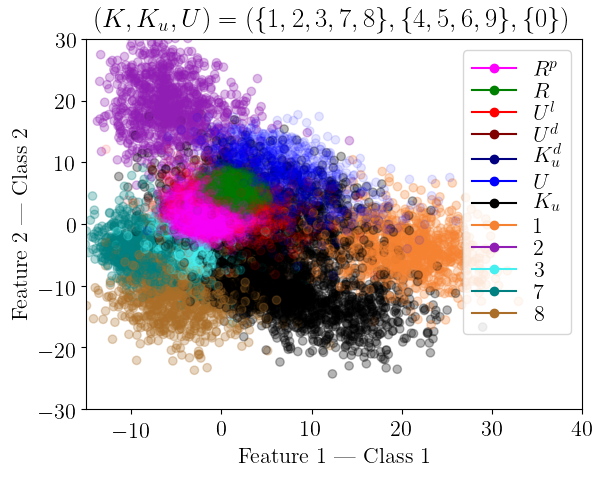 (K, K_u, U) = ({1, 2, 3, 7, 8}, {4, 5, 6, 9}, {0})
30
20
10
0
−10
−20
−30
−10
0
10
20
30
40
Feature 2 — Class 2
Feature 1 — Class 1
R^p
R
U^l
U^d
K_u^d
U
K_u
1
2
3
7
8